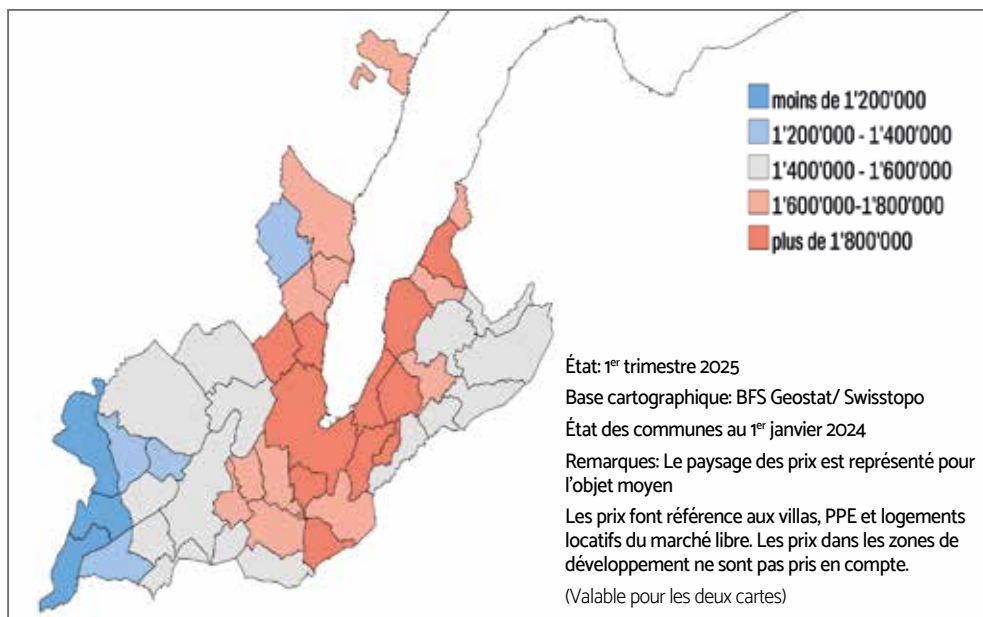 moins de 1'200'000
1'200'000 - 1'400'000
1'400'000 - 1'600'000
1'600'000-1'800'000
plus de 1'800'000
État: 1er trimestre 2025
Base cartographique: BFS Geostat/ Swisstopo
État des communes au 1er janvier 2024
Remarques: Le paysage des prix est représenté pour
l'objet moyen
Les prix font référence aux villas, PPE et logements
locatifs du marché libre. Les prix dans les zones de
développement ne sont pas pris en compte.
(Valable pour les deux cartes)